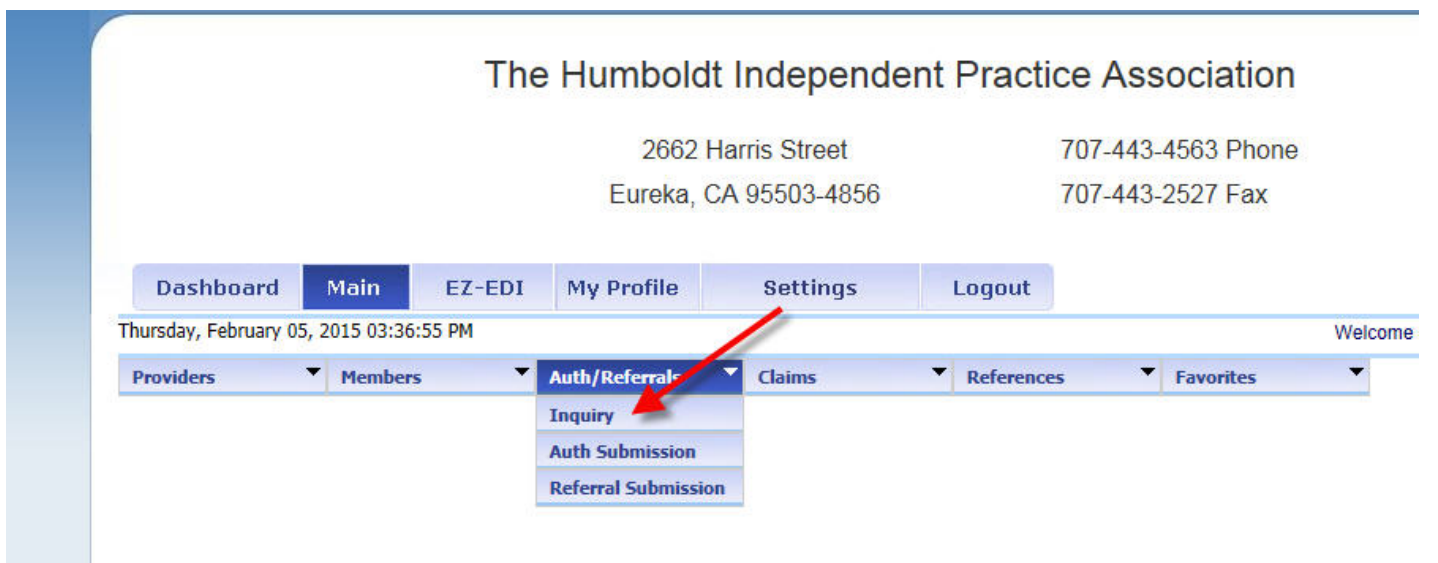 The Humboldt Independent Practice Association
2662 Harris Street 707-443-4563 Phone
Eureka, CA 95503-4856 707-443-2527 Fax
Dashboard Main EZ-EDI My Profile Settings Logout
Thursday, February 05, 2015 03:36:55 PM Welcome
Providers Members Auth/Referrals Claims References Favorites
Inquiry
Auth Submission
Referral Submission